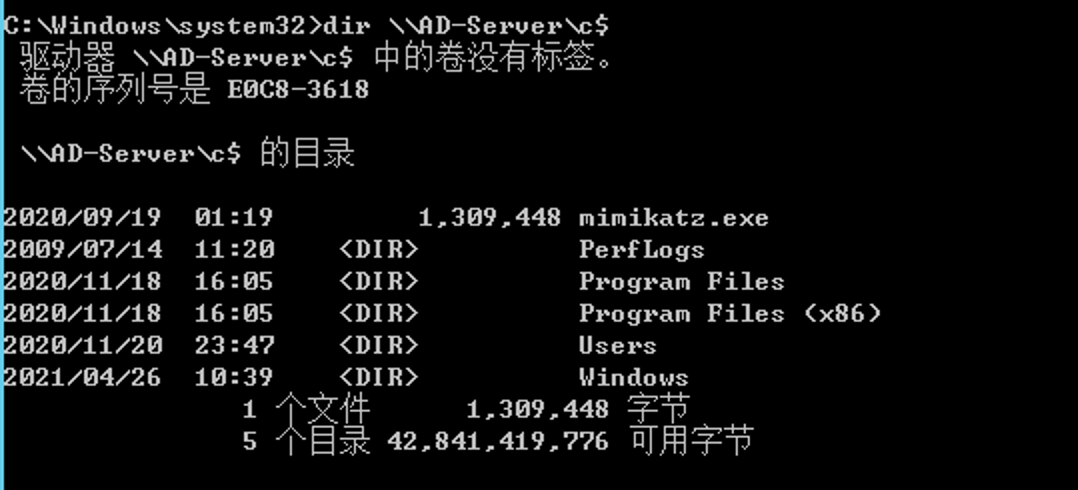 C:\Windows\system32>dir \\AD-Server\c$
驱动器 \\AD-Server\c$ 中的卷没有标签。
卷的序列号是 E0C8-3618
\\AD-Server\c$ 的目录
2020/09/19  01:19         1,309,448 mimikatz.exe
2009/07/14  11:20    <DIR>          PerfLogs
2020/11/18  16:05    <DIR>          Program Files
2020/11/18  16:05    <DIR>          Program Files (x86)
2020/11/20  23:47    <DIR>          Users
2021/04/26  10:39    <DIR>          Windows
1 个文件      1,309,448 字节
5 个目录 42,841,419,776 可用字节